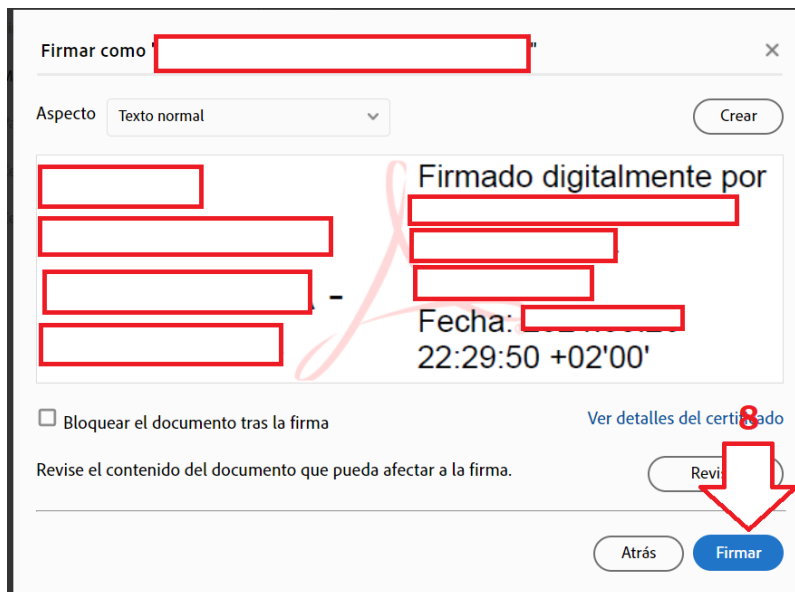 Firmar como " "
Aspecto Texto normal Crear
Firmado digitalmente por
-
Fecha:
22:29:50 +02'00'
Bloquear el documento tras la firma
Ver detalles del certificado
8
Revise el contenido del documento que pueda afectar a la firma.
Atrás Firmar